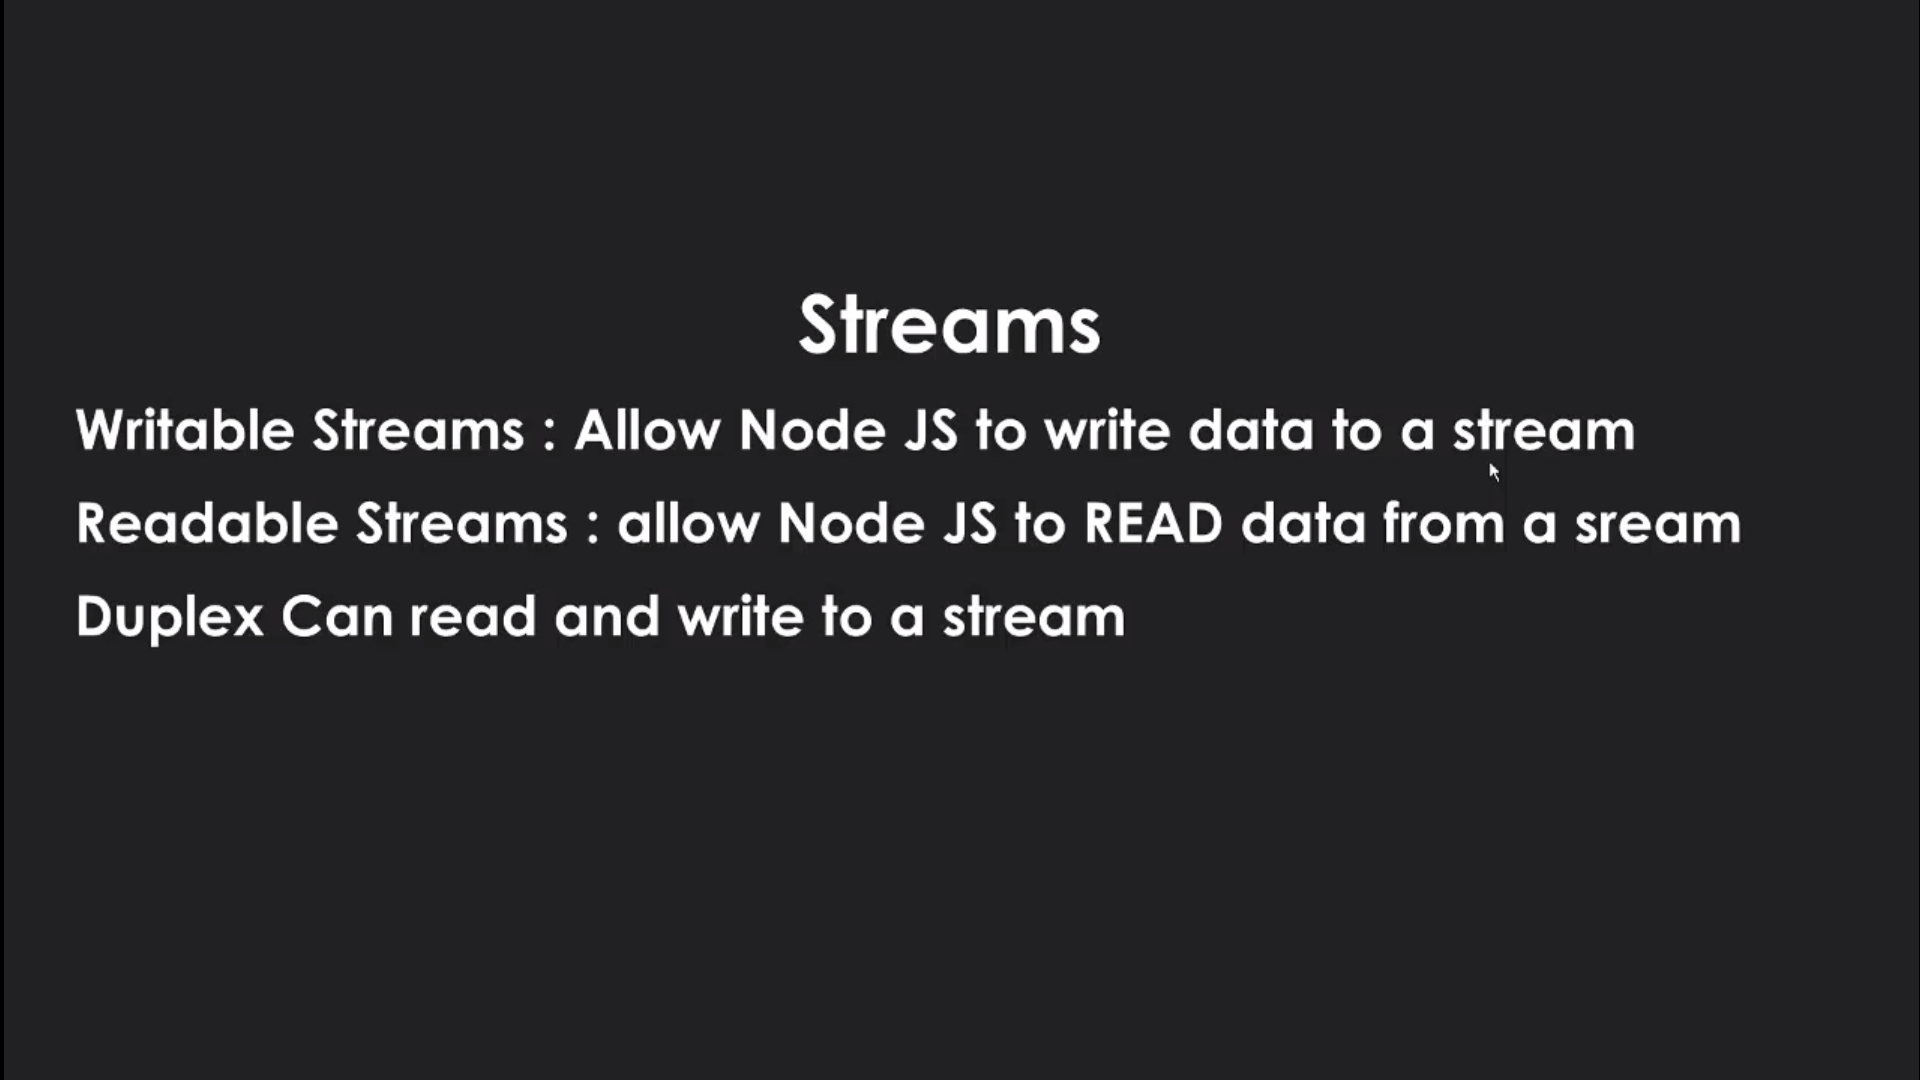 Streams
Writable Streams : Allow Node JS to write data to a stream
Readable Streams : allow Node JS to READ data from a sream
Duplex Can read and write to a stream